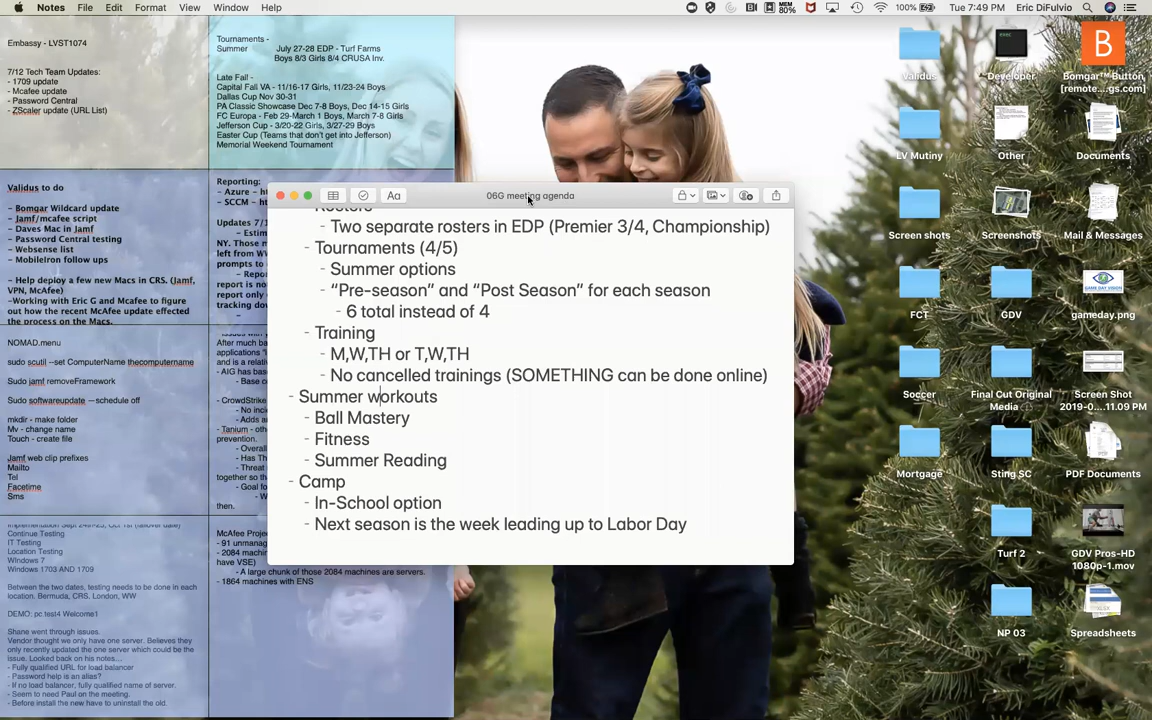 Notes File Edit Format View Window Help
MEM 80% 100% Tue 7:49 PM Eric DiFulvio
Embassy - LVST1074
7/12 Tech Team Updates:
- 1709 update
- Mcafee update
- Password Central
- ZScaler update (URL List)
Tournaments -
Summer July 27-28 EDP - Turf Farms
Boys 8/3 Girls 8/4 CRUSA Inv.
Late Fall -
Capital Fall VA - 11/16-17 Girls, 11/23-24 Boys
Dallas Cup Nov 30-31
PA Classic Showcase Dec 7-8 Boys, Dec 14-15 Girls
FC Europa - Feb 29-March 1 Boys, March 7-8 Girls
Jefferson Cup - 3/20-22 Girls, 3/27-29 Boys
Easter Cup (Teams that don't get into Jefferson)
Memorial Weekend Tournament
Validus to do
- Bomgar Wildcard update
- Jamf/mcafee script
- Daves Mac in Jamf
- Password Central testing
- Websense list
- MobileIron follow ups
- Help deploy a few new Macs in CRS. (Jamf,
VPN, McAfee)
-Working with Eric G and Mcafee to figure
out how the recent McAfee update effected
the process on the Macs.
Reporting:
- Azure - h
- SCCM - 
Updates 7/1
- Estim
NY. Those n
left from WW
prompts to
- Repor
report is no
report only
tracking dow
NOMAD.menu
sudo scutil --set ComputerName thecomputername
Sudo jamf removeFramework
Sudo softwareupdate —schedule off
mkdir - make folder
Mv - change name
Touch - create file
Jamf web clip prefixes
Mailto
Tel
Facetime
Sms
After much ba
applications "i
and is a relativ
- AIG has base
- Base o
- CrowdStrike
- No inci
- Adds a
- Tanium - oth
prevention.
- Overall
- Has Th
- Threat
together so th
- Goal fo
- W
then.
Continue Testing
IT Testing
Location Testing
Windows 7
Windows 1703 AND 1709
Between the two dates, testing needs to be done in each
location. Bermuda, CRS. London, WW
DEMO: pc test4 Welcome1
Shane went through issues.
Vendor thought we only have one server. Believes they
only recently updated the one server which could be the
issue. Looked back on his notes....
- Fully qualified URL for load balancer
- Password help is an alias?
- If no load balancer, fully qualified name of server.
- Seem to need Paul on the meeting.
- Before install the new have to uninstall the old.
McAfee Projec
- 91 unmanag
- 2084 machin
have VSE)
- A large chunk of those 2084 machines are servers.
- 1864 machines with ENS
06G meeting agenda
Aa
Rosters
- Two separate rosters in EDP (Premier 3/4, Championship)
- Tournaments (4/5)
- Summer options
- “Pre-season” and “Post Season” for each season
- 6 total instead of 4
- Training
- M,W,TH or T,W,TH
- No cancelled trainings (SOMETHING can be done online)
- Summer workouts
- Ball Mastery
- Fitness
- Summer Reading
- Camp
- In-School option
- Next season is the week leading up to Labor Day
B
Validus Developer Bomgar™ Button
[remote....gs.com]
LV Mutiny Other Documents
Screen shots Screenshots Mail & Messages
GAME DAY VISION
FCT GDV gameday.png
Soccer Final Cut Original Media Screen Shot
2019-0....11.09 PM
Mortgage Sting SC PDF Documents
Turf 2 GDV Pros-HD
1080p-1.mov
NP 03 Spreadsheets